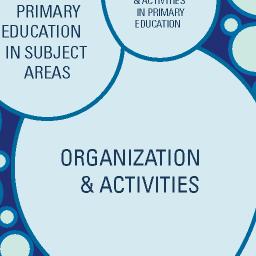 PRIMARY
EDUCATION
IN SUBJECT
AREAS
& ACTIVITIES
IN PRIMARY
EDUCATION
ORGANIZATION
& ACTIVITIES